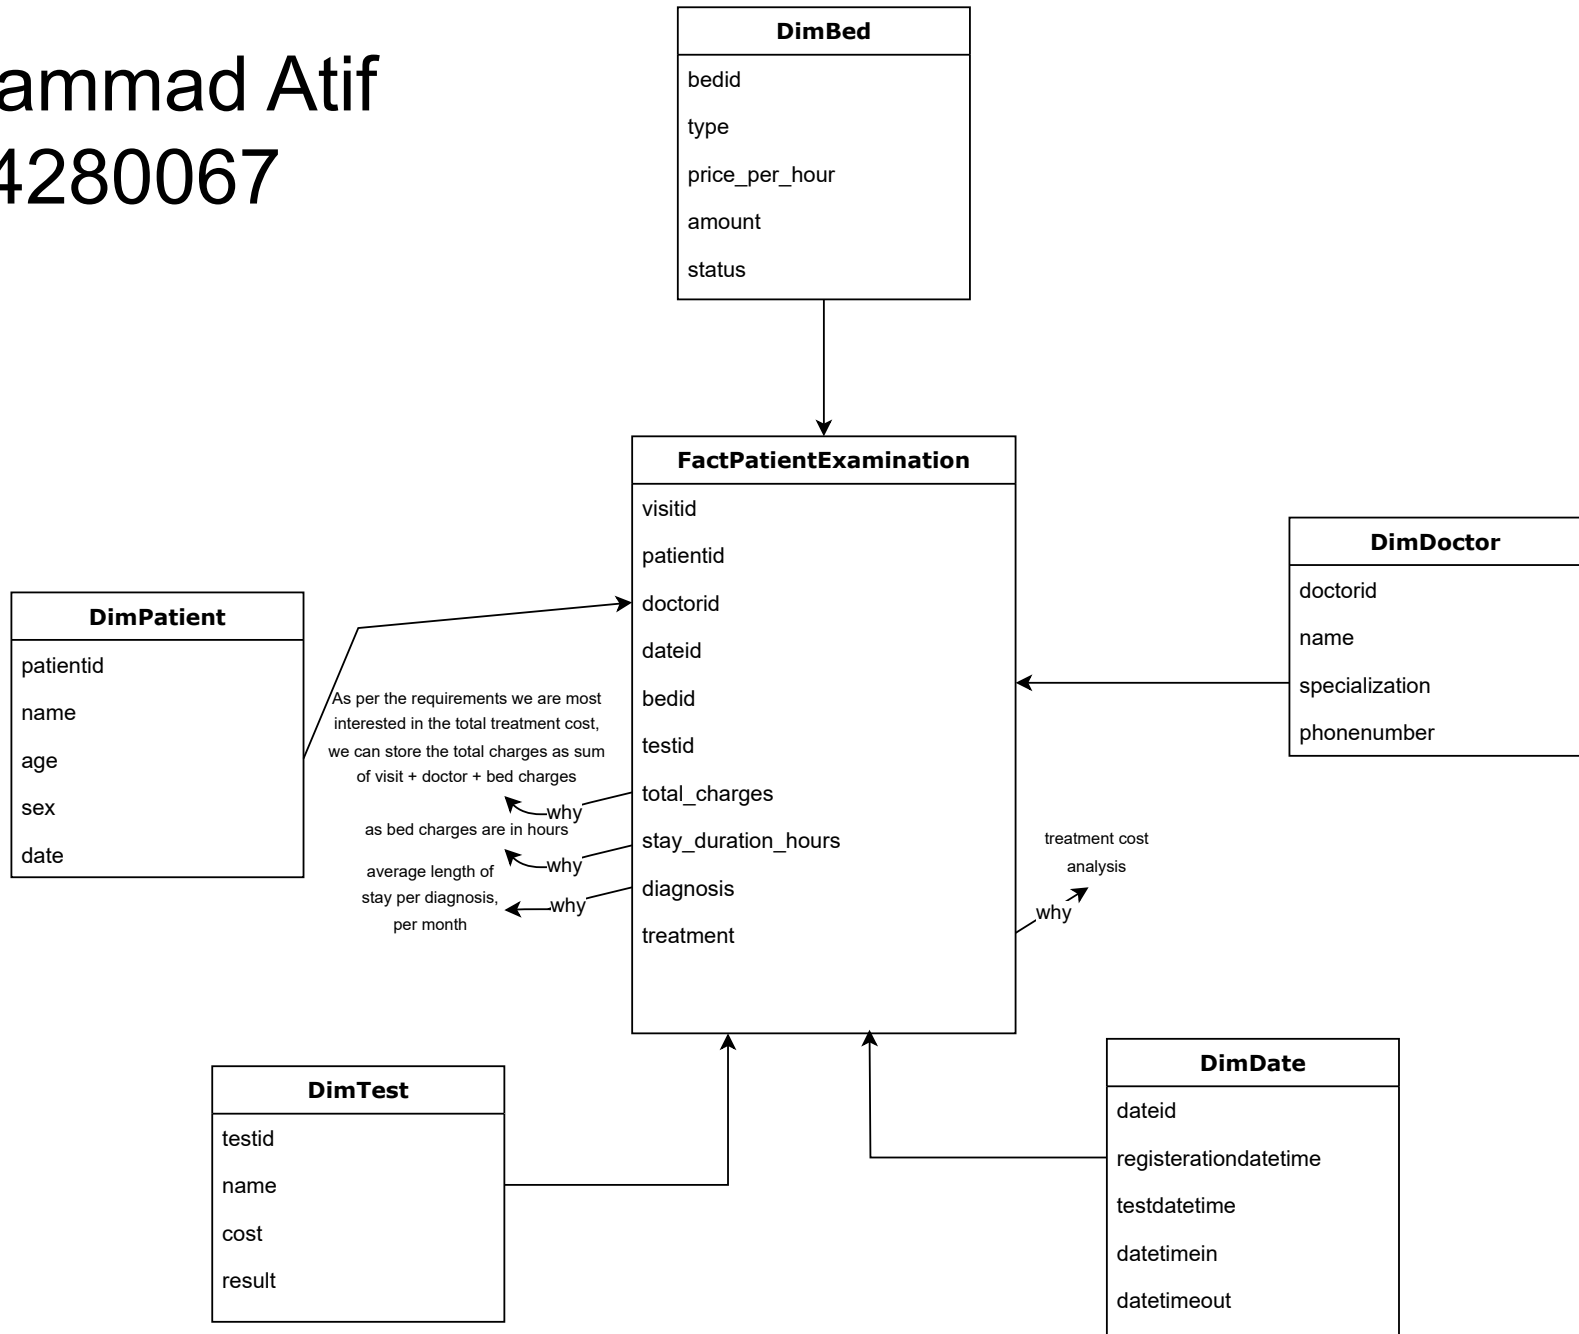 ammad Atif
4280067
DimBed
bedid
type
price_per_hour
amount
status
FactPatientExamination
visitid
patientid
doctorid
dateid
bedid
testid
total_charges
stay_duration_hours
diagnosis
treatment
DimDoctor
doctorid
name
specialization
phonenumber
DimPatient
patientid
name
age
sex
date
As per the requirements we are most
interested in the total treatment cost,
we can store the total charges as sum
of visit + doctor + bed charges
why
as bed charges are in hours
why
average length of
stay per diagnosis,
per month
why
treatment cost
analysis
why
DimTest
testid
name
cost
result
DimDate
dateid
registerationdatetime
testdatetime
datetimein
datetimeout